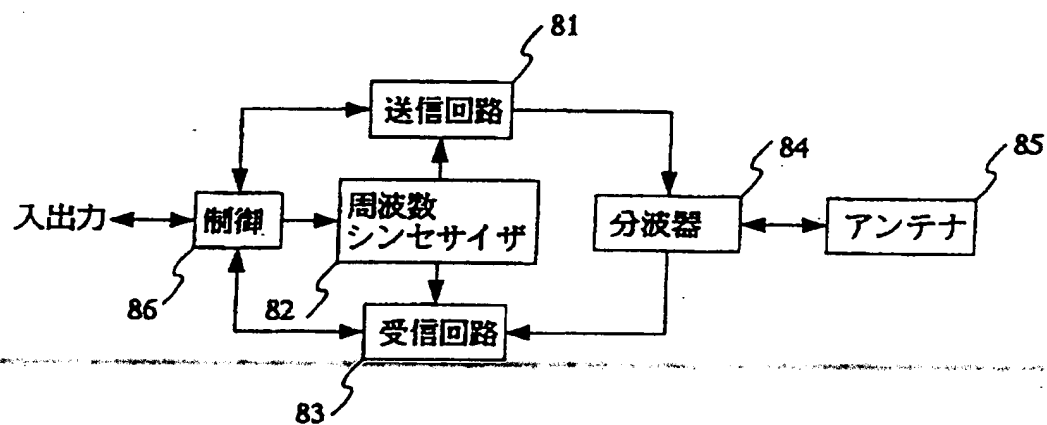 81
送信回路
84
85
入出力
制御
周波数
シンセサイザ
分波器
アンテナ
86
82
受信回路
83